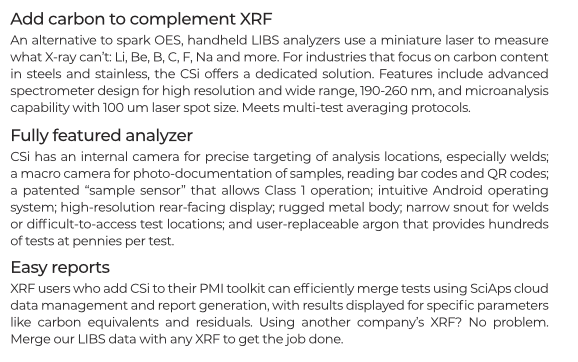 Add carbon to complement XRF
An alternative to spark OES, handheld LIBS analyzers use a miniature laser to measure
what X-ray can't: Li, Be, B, C, F, Na and more. For industries that focus on carbon content
in steels and stainless, the CSi offers a dedicated solution. Features include advanced
spectrometer design for high resolution and wide range, 190-260 nm, and microanalysis
capability with 100 um laser spot size. Meets multi-test averaging protocols.
Fully featured analyzer
CSi has an internal camera for precise targeting of analysis locations, especially welds;
a macro camera for photo-documentation of samples, reading bar codes and QR codes;
a patented “sample sensor” that allows Class 1 operation; intuitive Android operating
system; high-resolution rear-facing display; rugged metal body; narrow snout for welds
or difficult-to-access test locations; and user-replaceable argon that provides hundreds
of tests at pennies per test.
Easy reports
XRF users who add CSi to their PMI toolkit can efficiently merge tests using SciAps cloud
data management and report generation, with results displayed for specific parameters
like carbon equivalents and residuals. Using another company's XRF? No problem.
Merge our LIBS data with any XRF to get the job done.